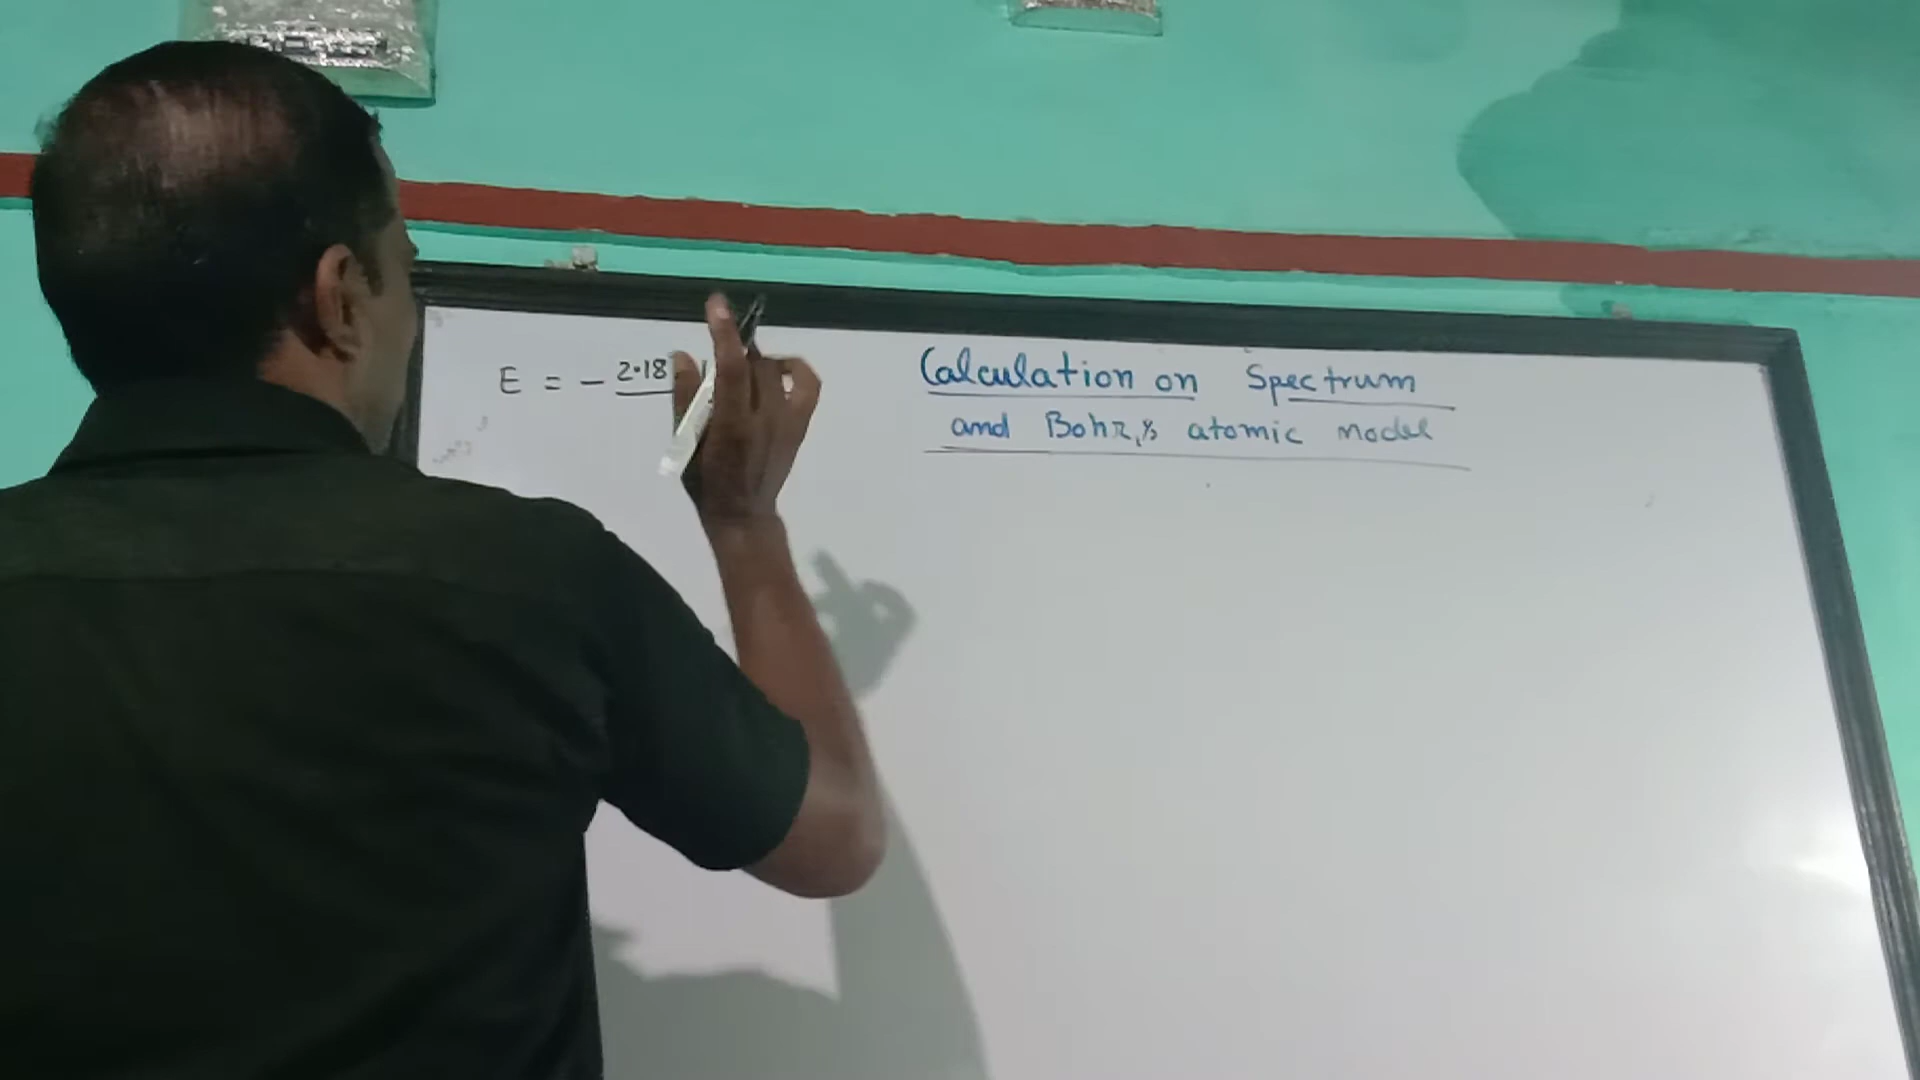 E = - 2.18
Calculation on Spectrum
and Bohr,s atomic model